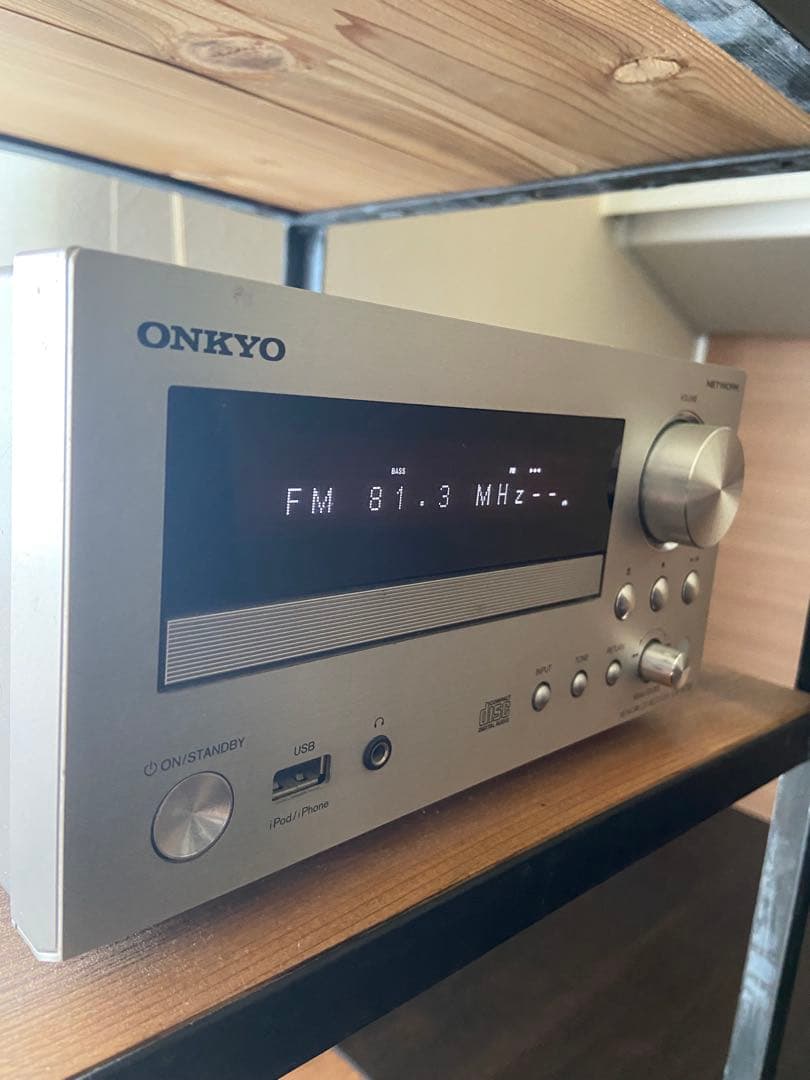 ONKYO
NETWORK
VOLUME
BASS
FM 81.3 MHz--
INPUT
TONE
RETURN
COMPACT
disc
DIGITAL AUDIO
ON/STANDBY
USB
iPod/iPhone